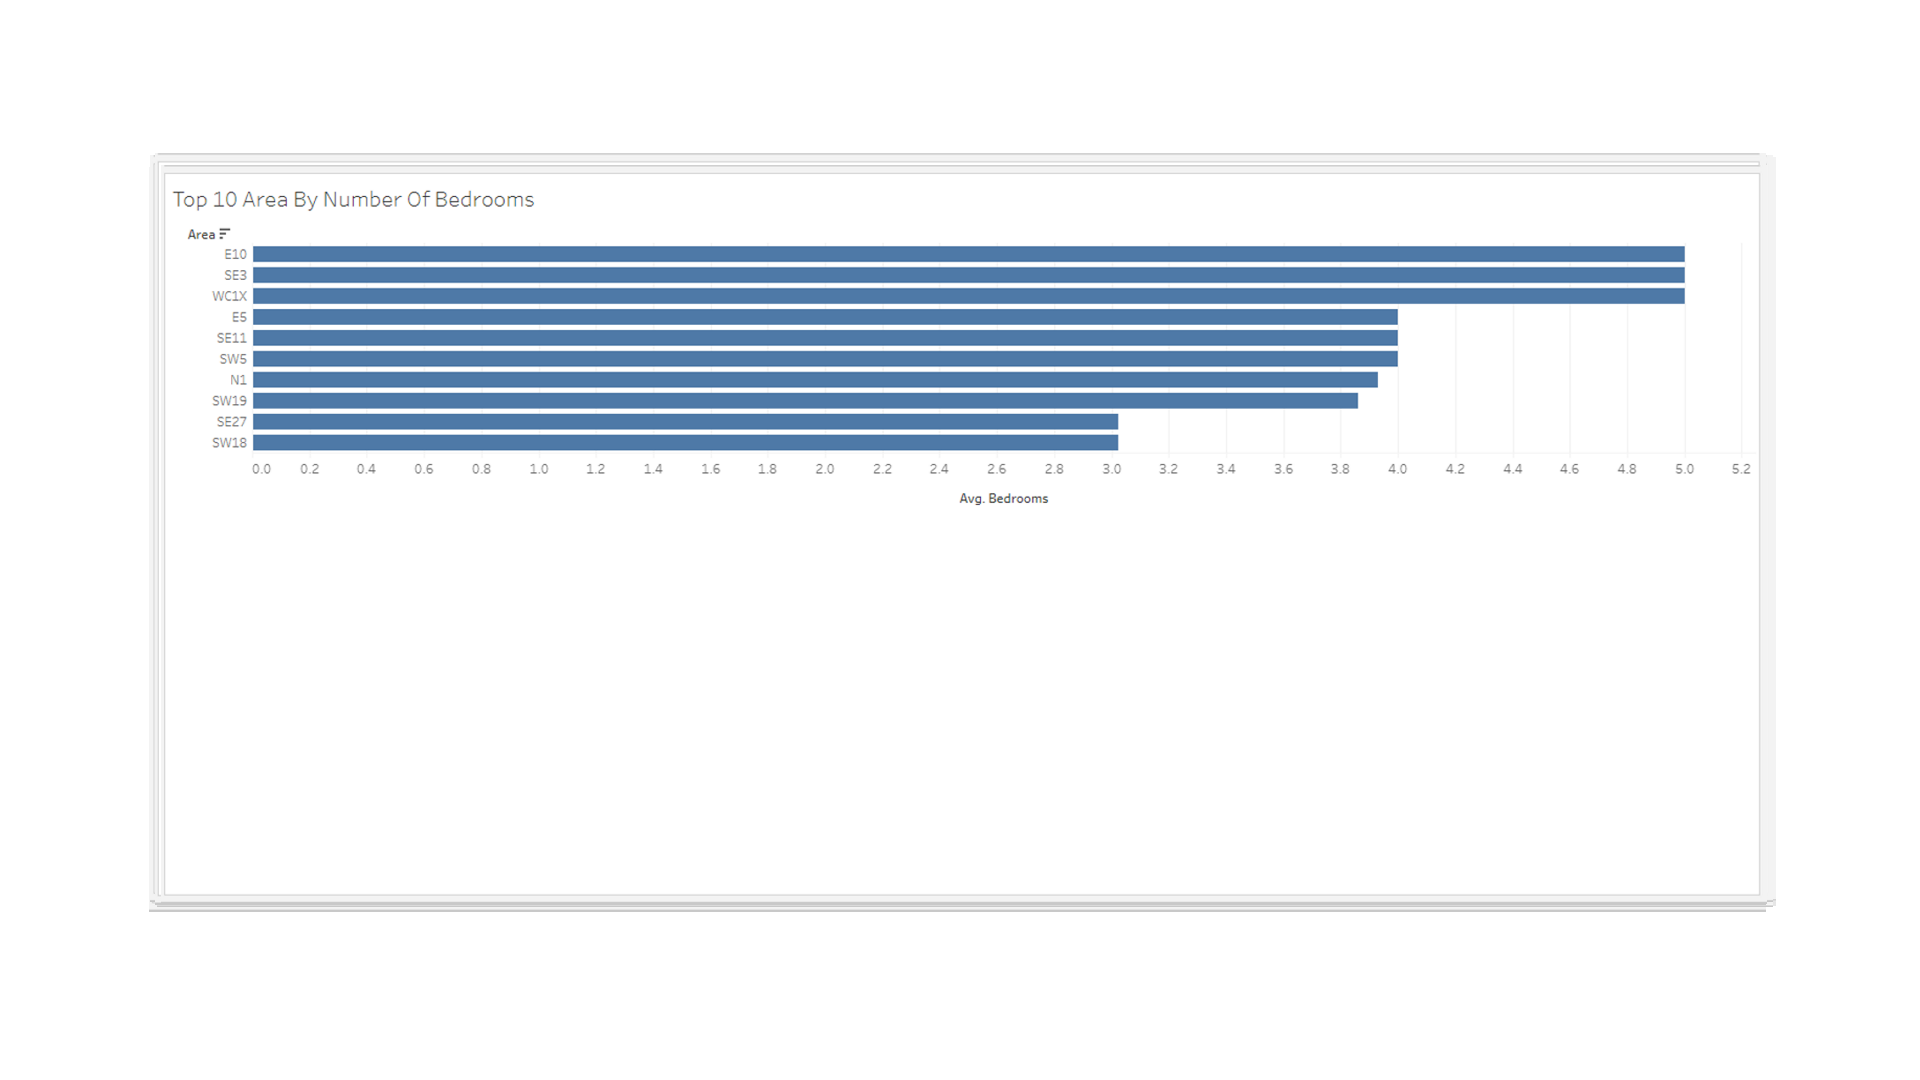 Top 10 Area By Number Of Bedrooms
Area
E10
SE3
WC1X
E5
SE11
SW5
N1
SW19
SE27
SW18
0.0 0.2 0.4 0.6 0.8 1.0 1.2 1.4 1.6 1.8 2.0 2.2 2.4 2.6 2.8 3.0 3.2 3.4 3.6 3.8 4.0 4.2 4.4 4.6 4.8 5.0 5.2
Avg. Bedrooms